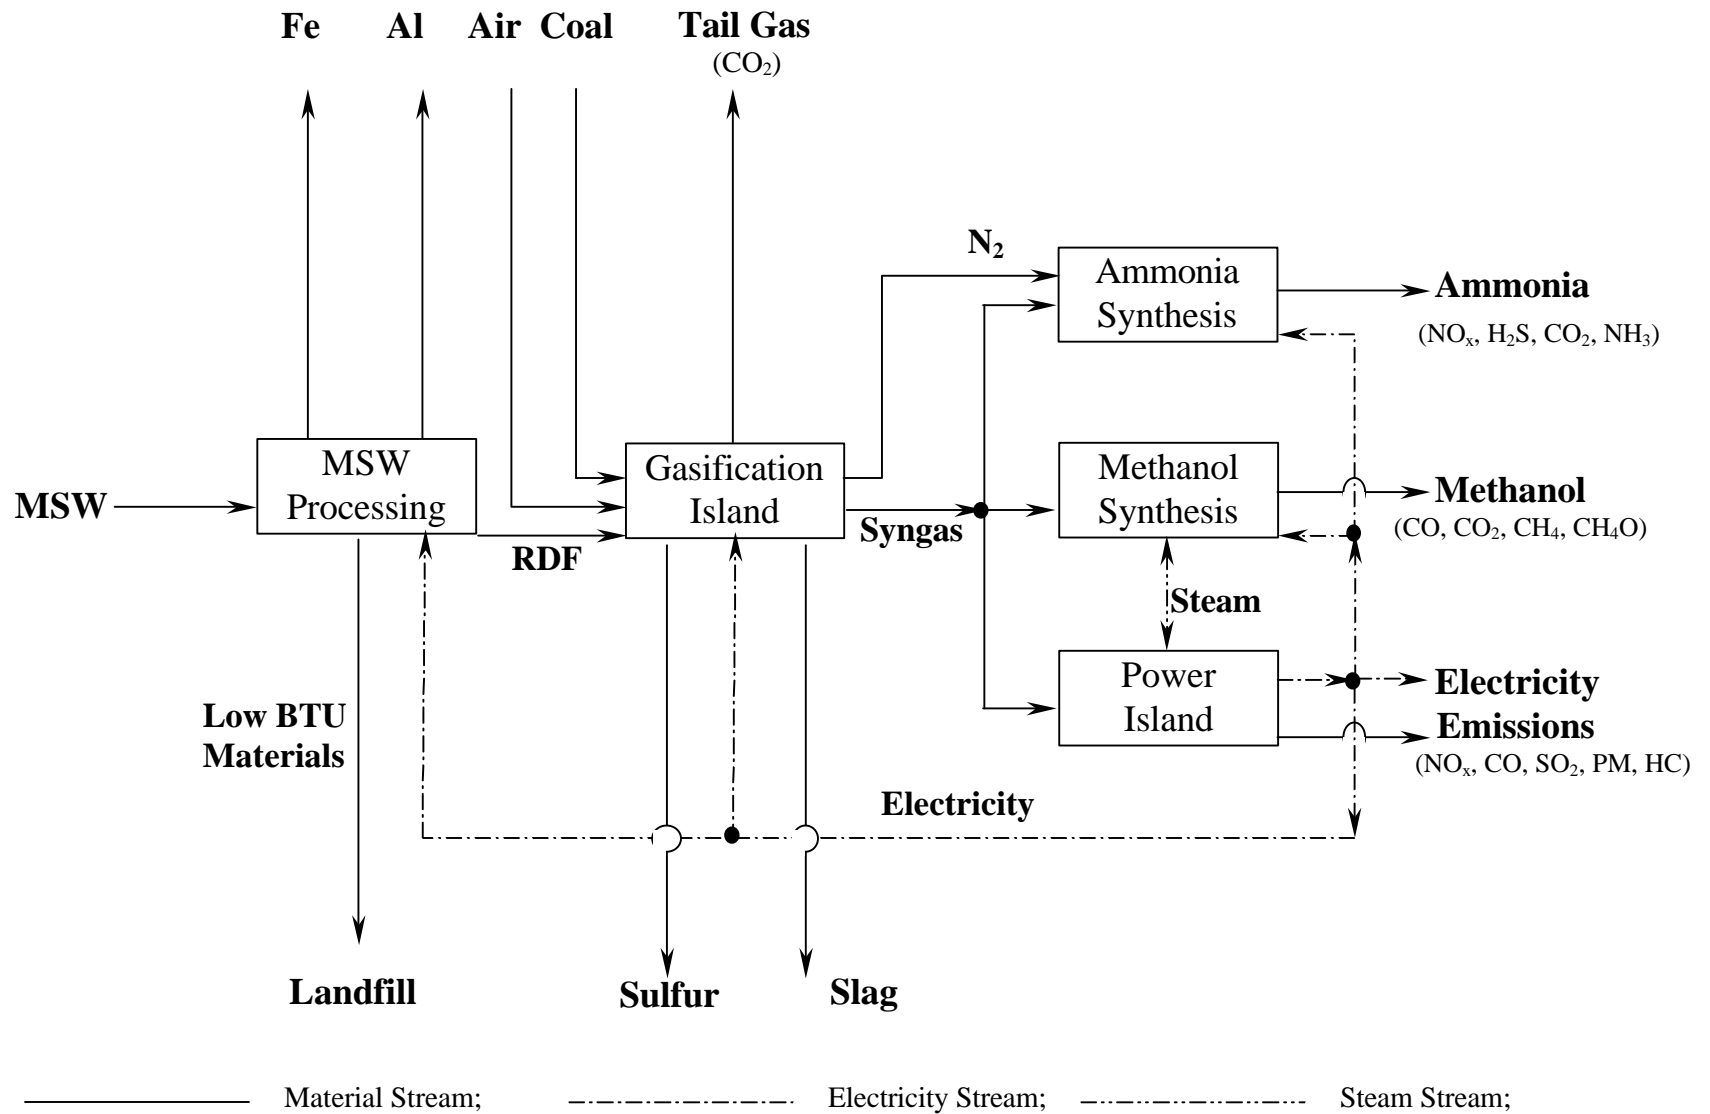 Fe
Al
Air
Coal
Tail Gas
(CO₂)
N₂
Ammonia
Synthesis
Ammonia
(NOₓ, H₂S, CO₂, NH₃)
MSW
MSW
Processing
RDF
Gasification
Island
Syngas
Methanol
Synthesis
Methanol
(CO, CO₂, CH₄, CH₄O)
Steam
Power
Island
Electricity
Emissions
(NOₓ, CO, SO₂, PM, HC)
Low BTU
Materials
Electricity
Landfill
Sulfur
Slag
Material Stream;
Electricity Stream;
Steam Stream;